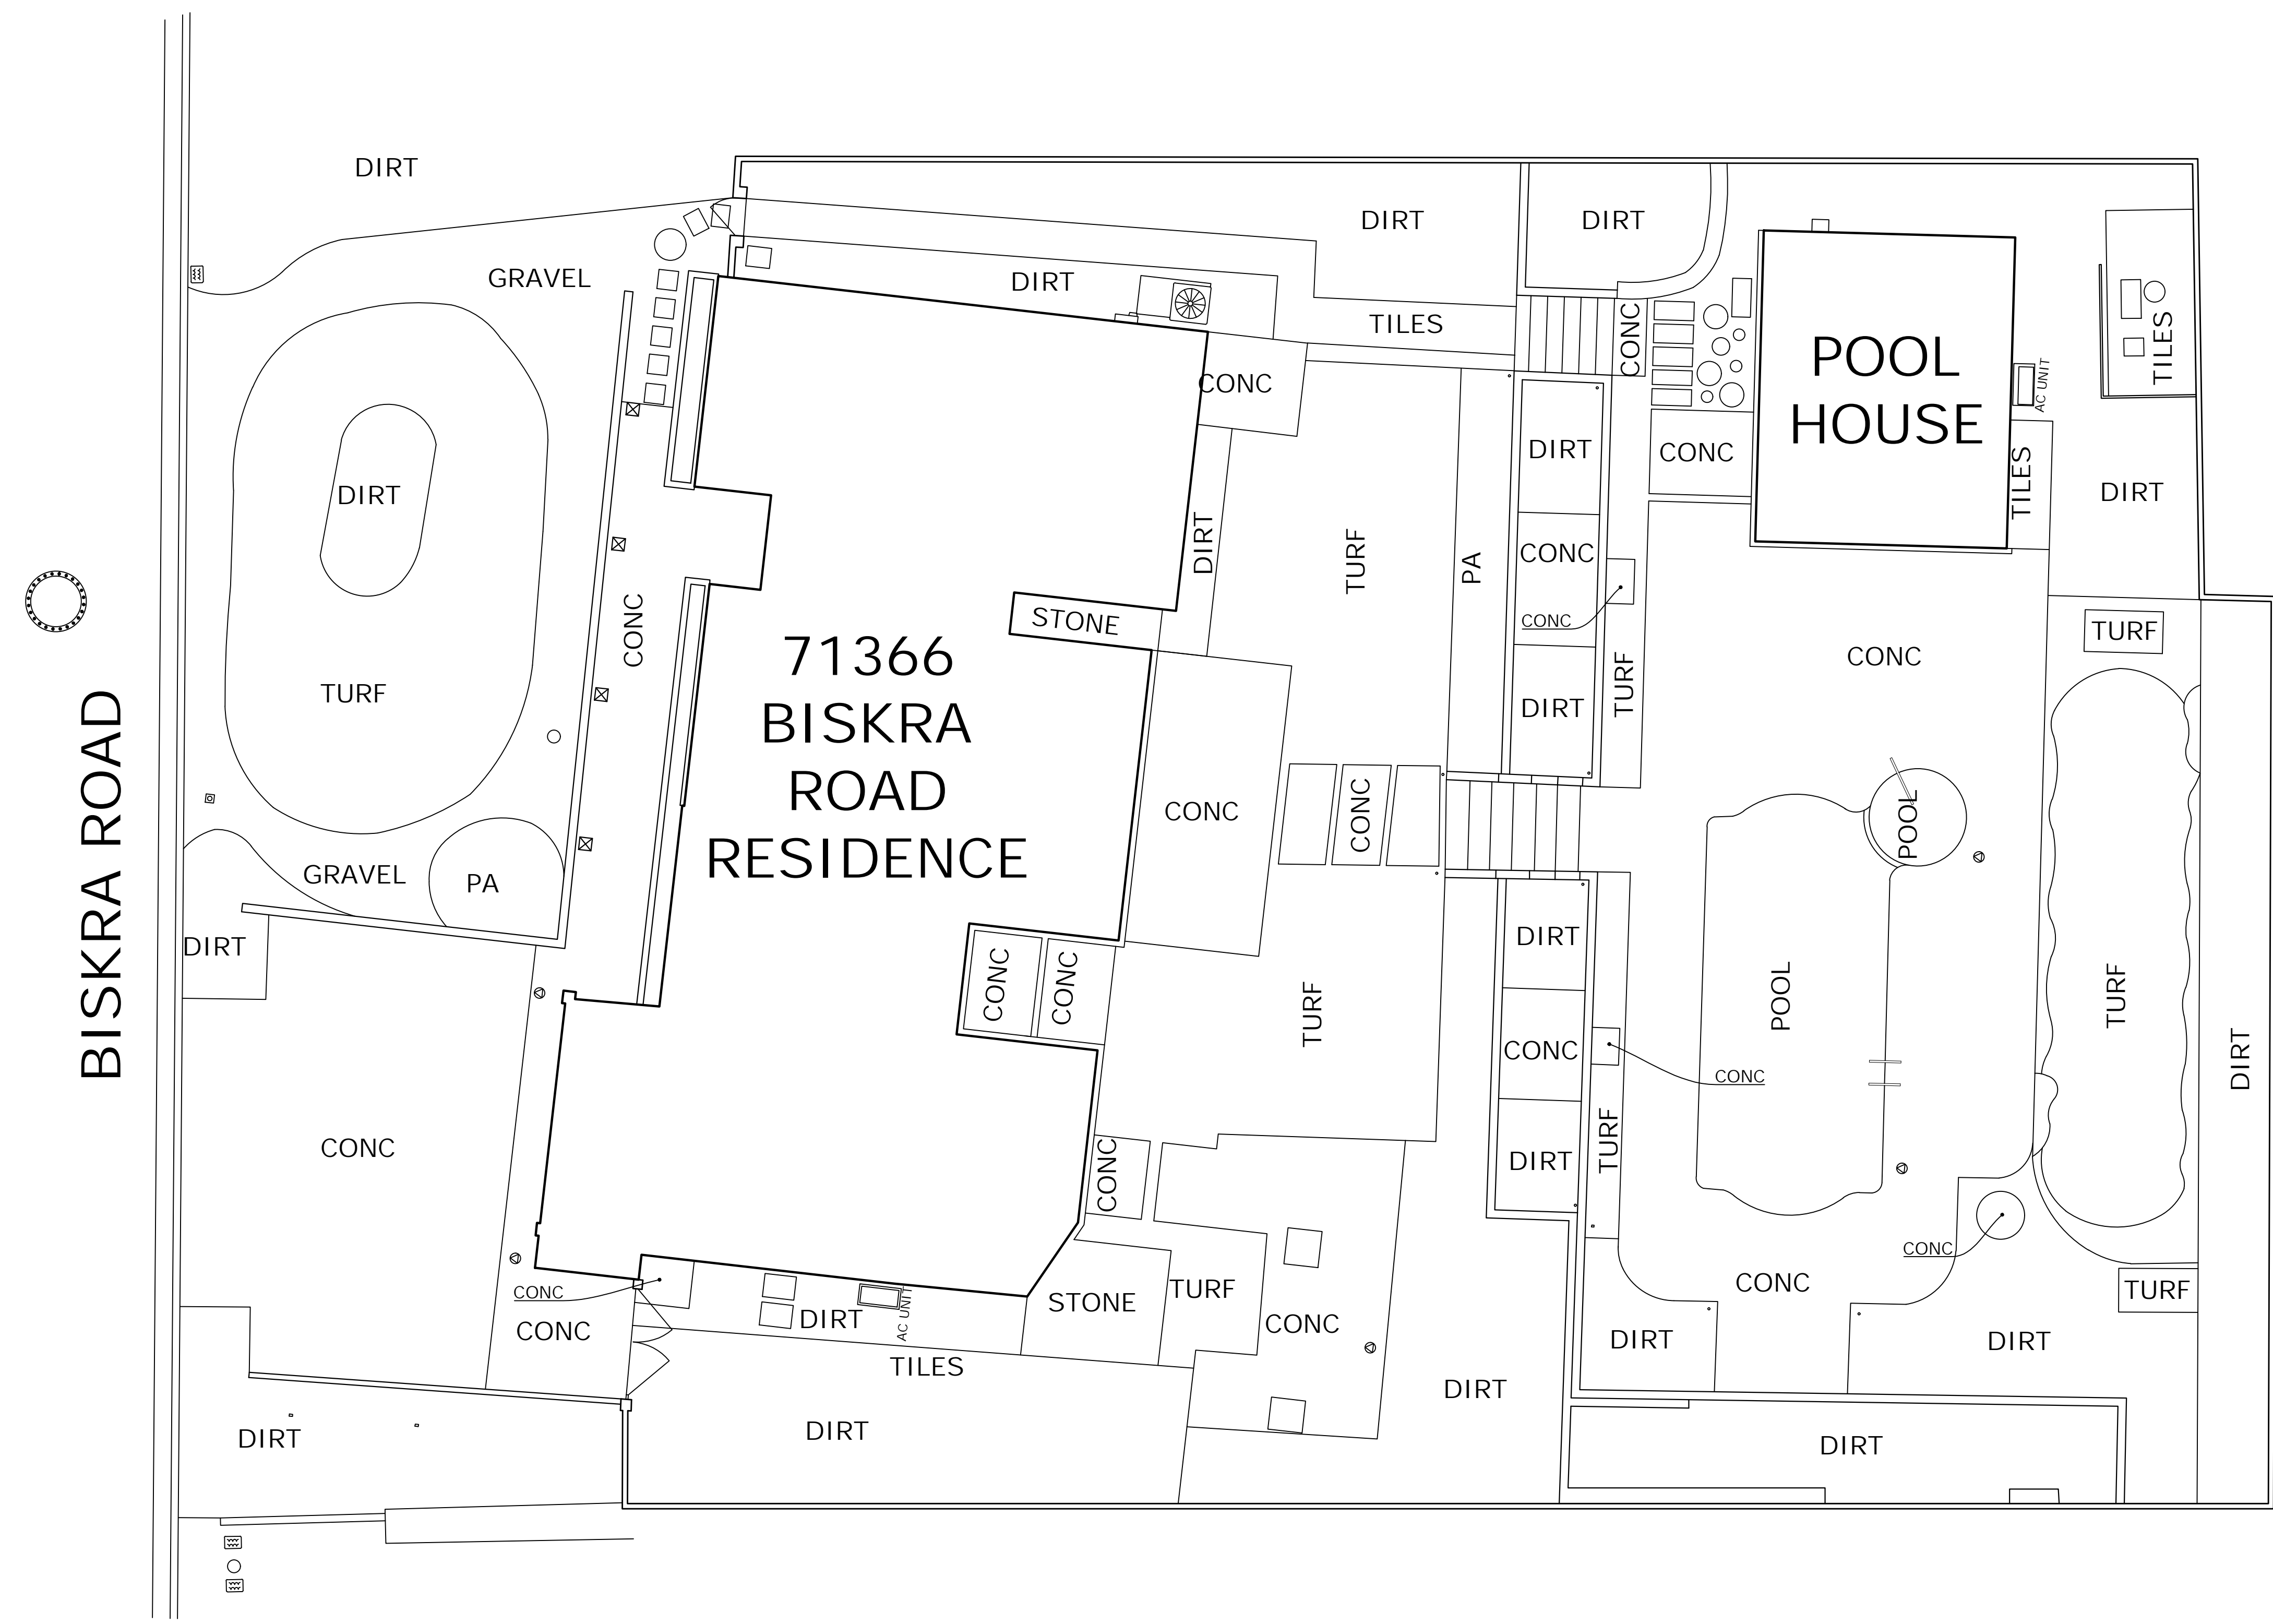 DIRT
DIRT
DIRT
GRAVEL
DIRT
TILES
CONC
TILES
POOL
HOUSE
AC UNIT
CONC
DIRT
CONC
DIRT
TILES
DIRT
DIRT
TURF
PA
CONC
CONC
STONE
CONC
TURF
TURF
CONC
TURF
DIRT
71366
BISKRA
ROAD
RESIDENCE
BISKRA ROAD
CONC
CONC
POOL
GRAVEL
PA
DIRT
DIRT
CONC
CONC
TURF
POOL
TURF
CONC
CONC
DIRT
CONC
CONC
TURF
DIRT
CONC
CONC
CONC
TURF
CONC
DIRT
AC UNIT
STONE
TURF
CONC
DIRT
DIRT
TILES
DIRT
DIRT
DIRT
DIRT